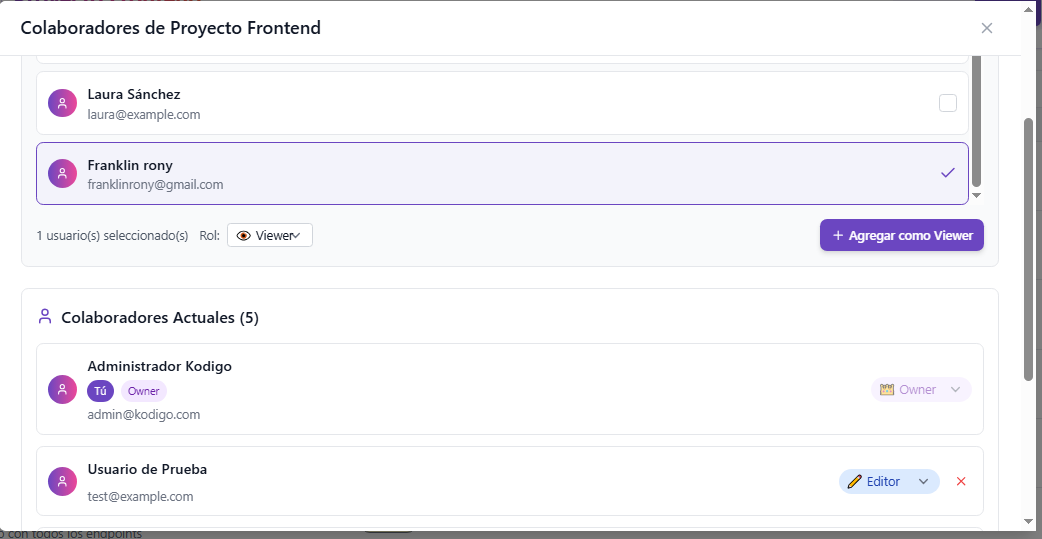 Colaboradores de Proyecto Frontend
Laura Sánchez
laura@example.com
Franklin rony
franklinrony@gmail.com
1 usuario(s) seleccionado(s) Rol: Viewer
+ Agregar como Viewer
Colaboradores Actuales (5)
Administrador Kodigo
Tú Owner
admin@kodigo.com
Owner
Usuario de Prueba
test@example.com
Editor
con todos los endpoints